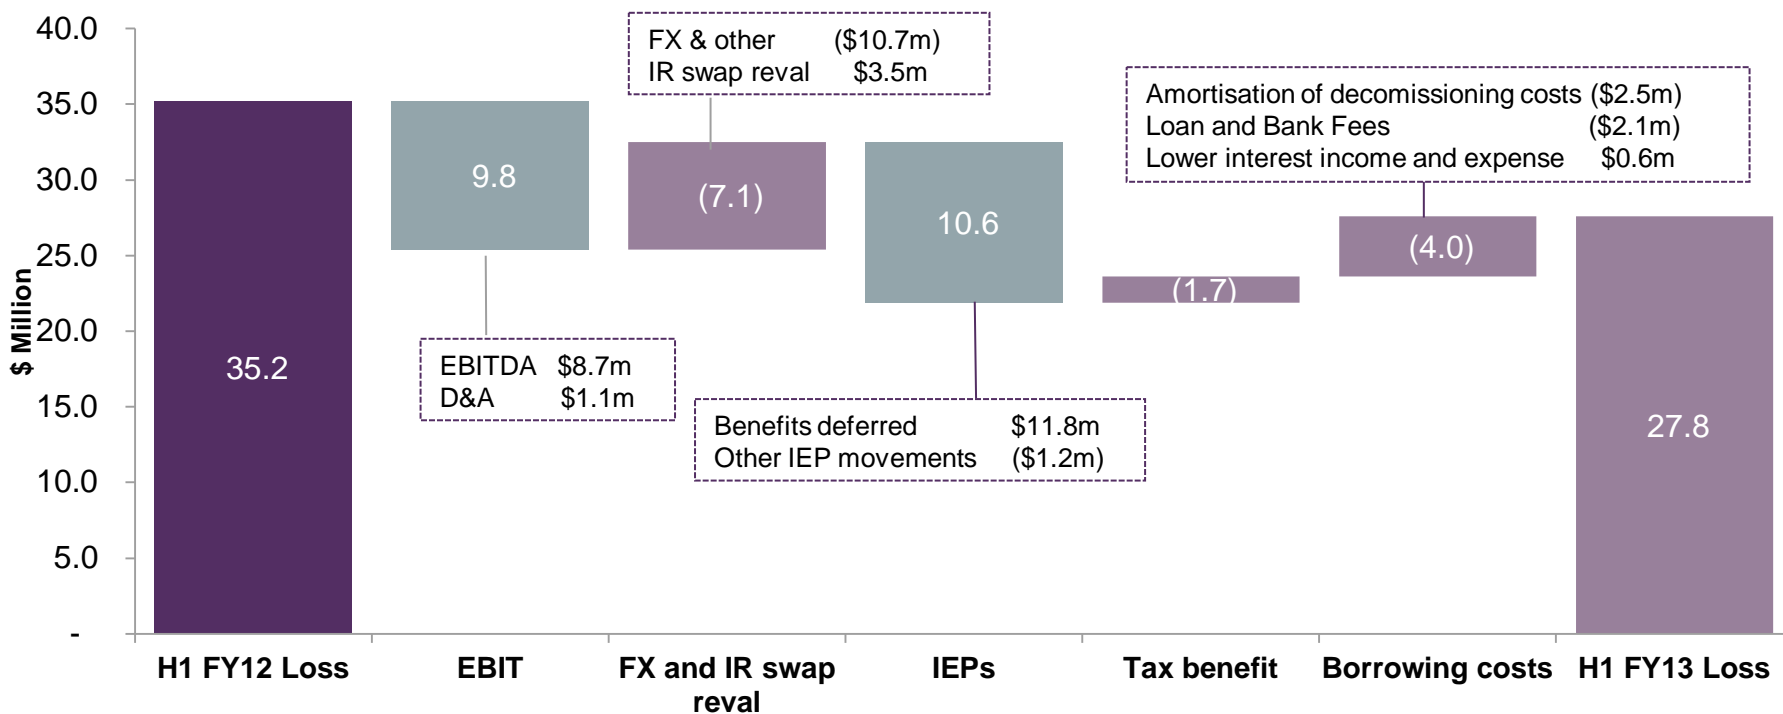 $ Million
40.0
35.0
30.0
25.0
20.0
15.0
10.0
5.0
-
FX & other ($10.7m)
IR swap reval $3.5m
Amortisation of decomissioning costs ($2.5m)
Loan and Bank Fees ($2.1m)
Lower interest income and expense $0.6m
EBITDA $8.7m
D&A $1.1m
Benefits deferred $11.8m
Other IEP movements ($1.2m)
35.2
9.8
(7.1)
10.6
(1.7)
(4.0)
27.8
H1 FY12 Loss
EBIT
FX and IR swap
reval
IEPs
Tax benefit
Borrowing costs
H1 FY13 Loss